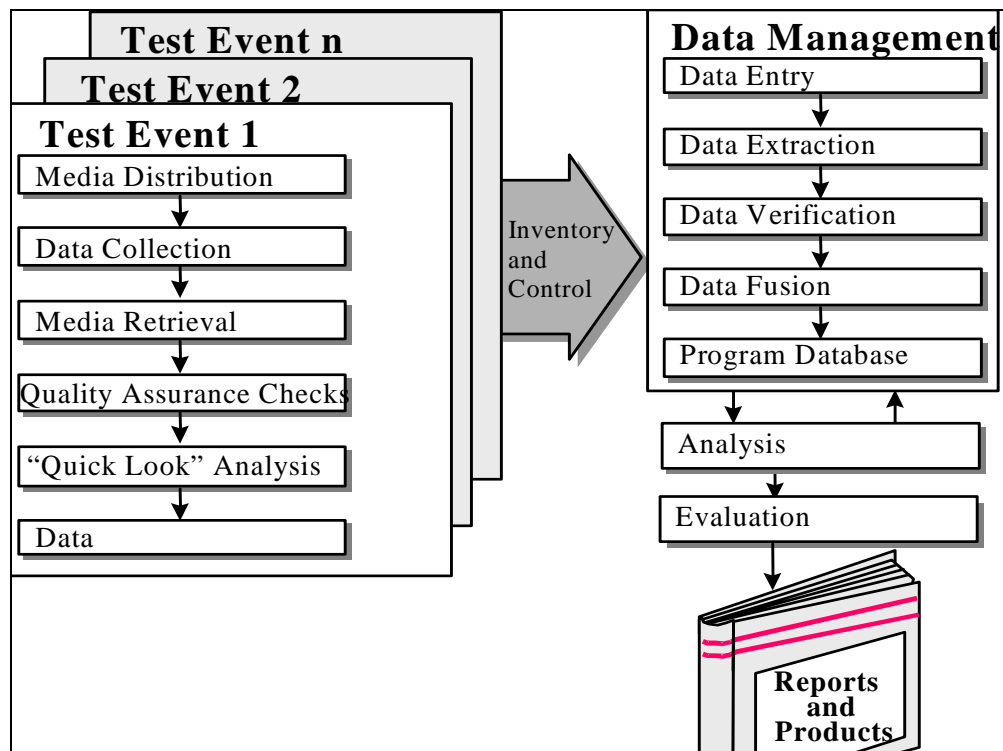 Test Event n
Test Event 2
Test Event 1
Media Distribution
Data Collection
Media Retrieval
Quality Assurance Checks
“Quick Look” Analysis
Data
Inventory
and
Control
Data Management
Data Entry
Data Extraction
Data Verification
Data Fusion
Program Database
Analysis
Evaluation
Reports
and
Products